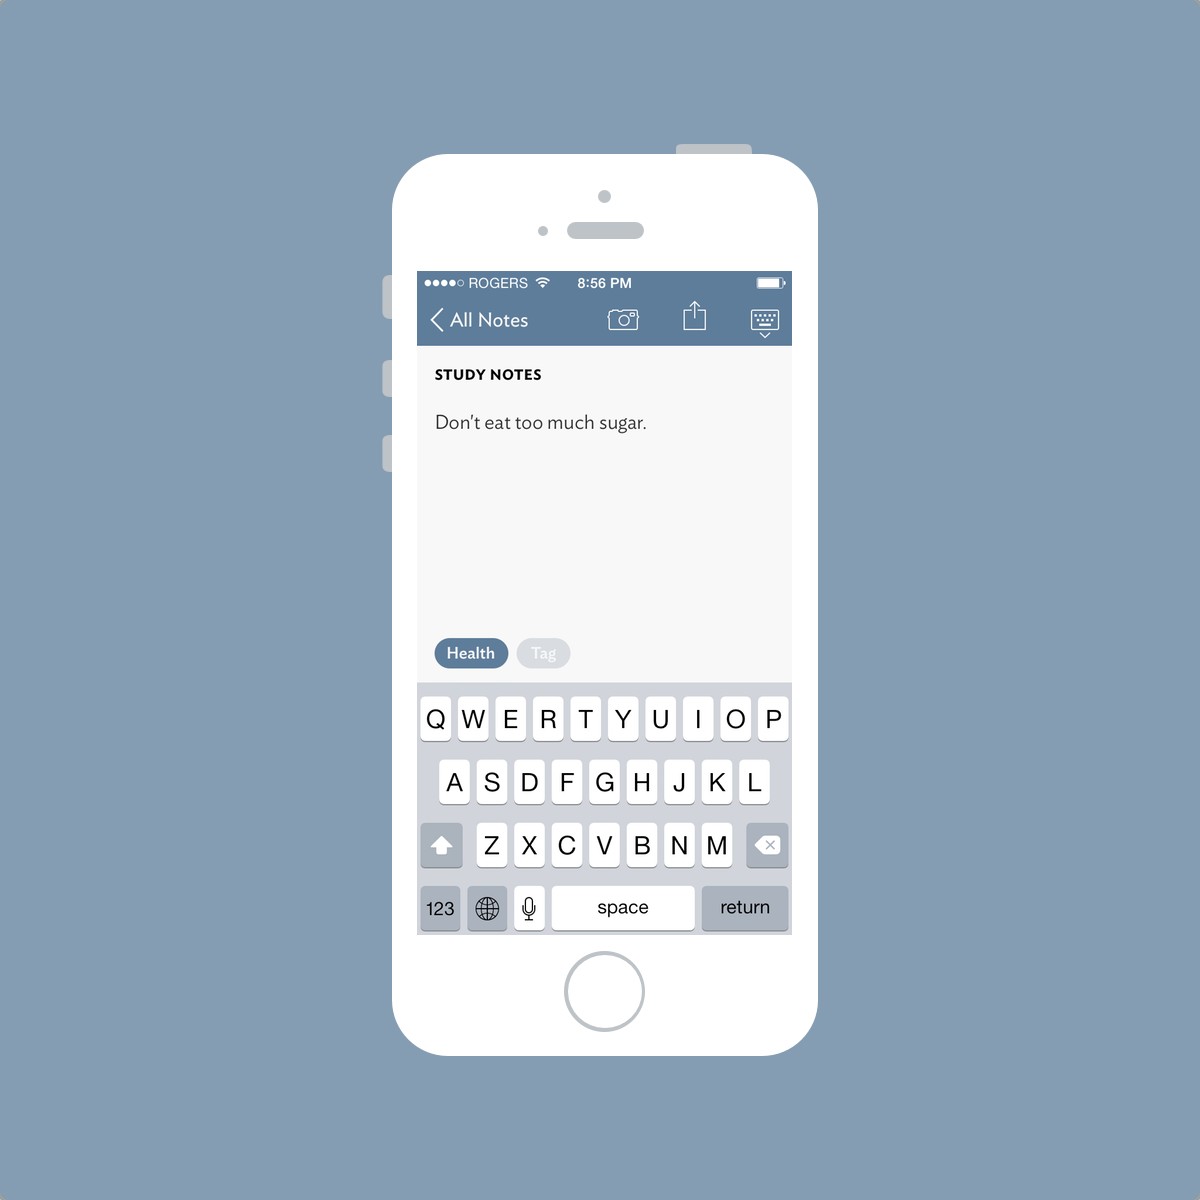 ROGERS 8:56 PM
All Notes
STUDY NOTES
Don't eat too much sugar.
Health Tag
Q W E R T Y U I O P
A S D F G H J K L
Z X C V B N M
123 space return